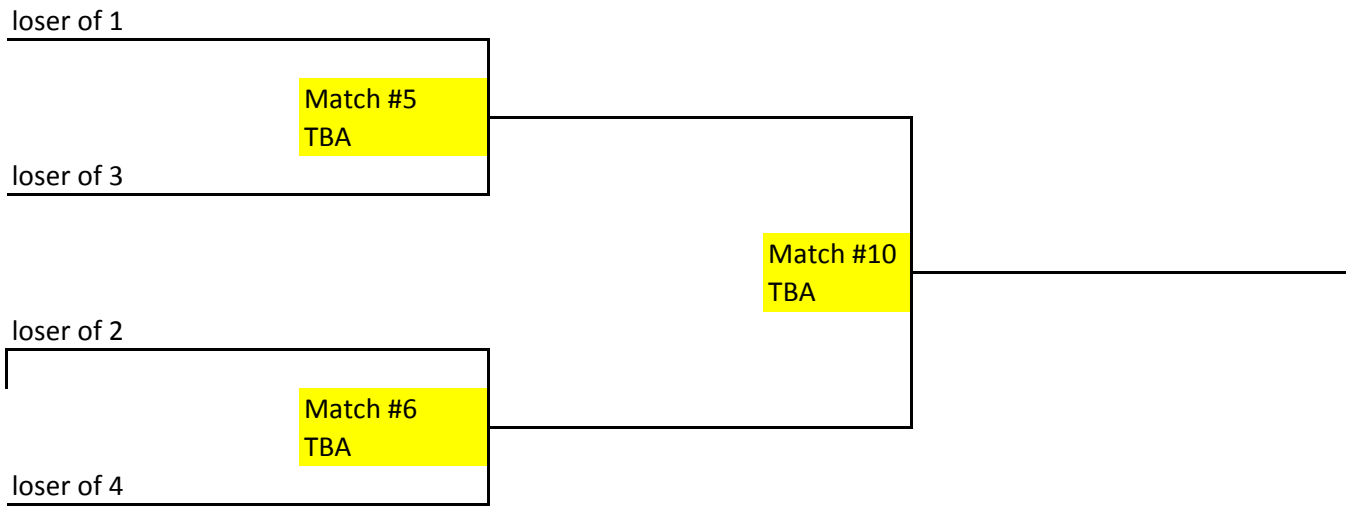 loser of 1
Match #5
TBA
loser of 3
Match #10
TBA
loser of 2
Match #6
TBA
loser of 4